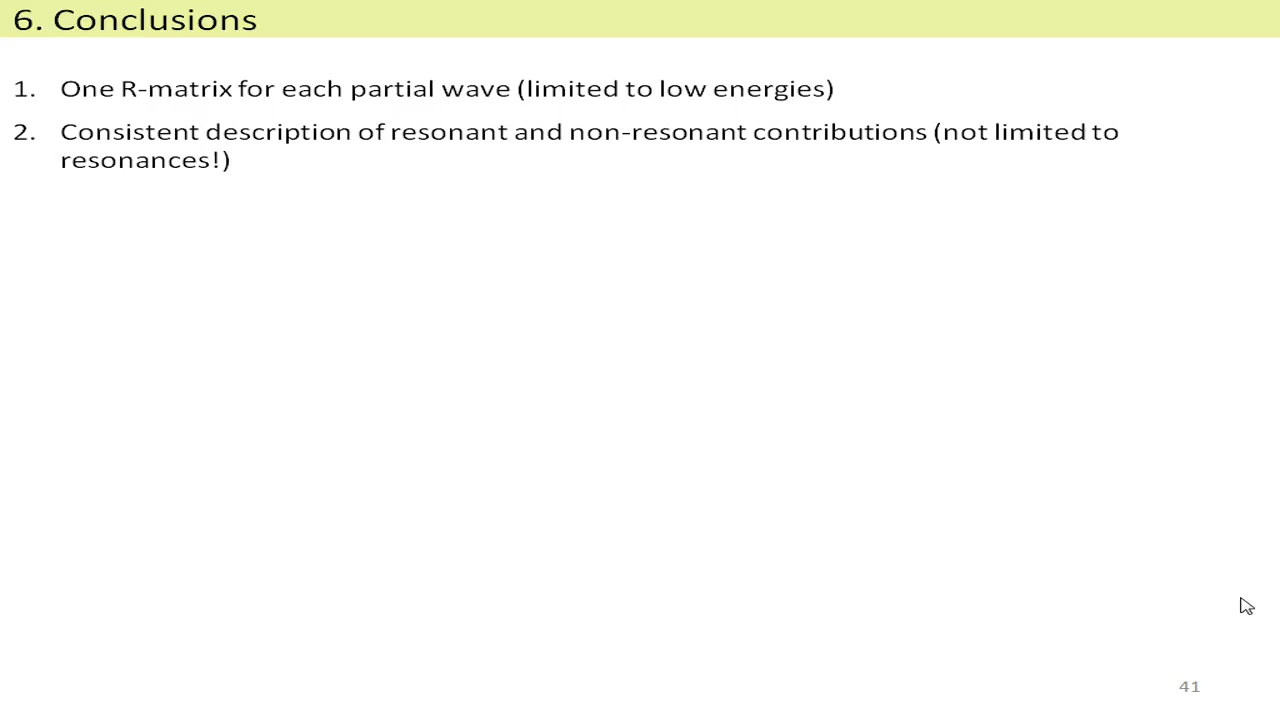 6. Conclusions
1. One R-matrix for each partial wave (limited to low energies)
2. Consistent description of resonant and non-resonant contributions (not limited to
resonances!)
41